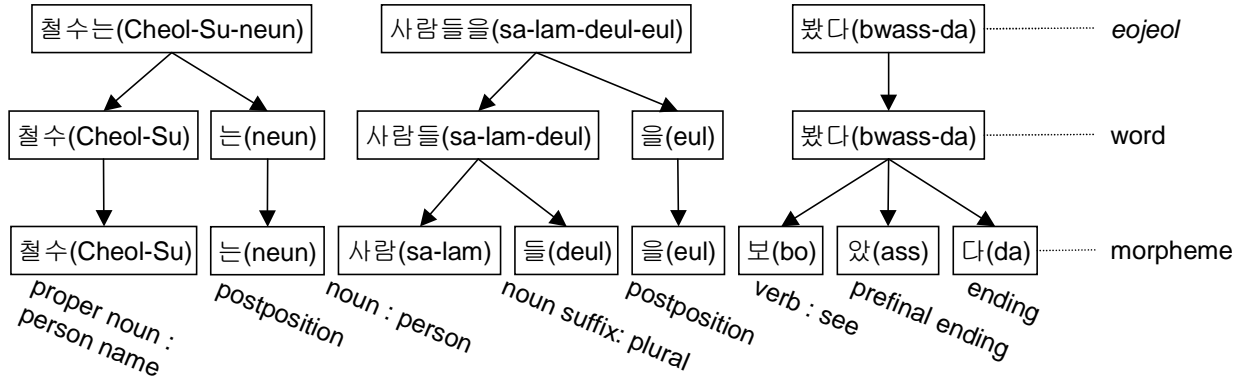 철수는(Cheol-Su-neun) 사람들을(sa-lam-deul-eul) 봤다(bwass-da) eojeol
철수(Cheol-Su) 는(neun) 사람들(sa-lam-deul) 을(eul) 봤다(bwass-da) word
철수(Cheol-Su) 는(neun) 사람(sa-lam) 들(deul) 을(eul) 보(bo) 았(ass) 다(da) morpheme
proper noun :
person name
postposition
noun : person
noun suffix: plural
postposition
verb : see
prefinal ending
ending